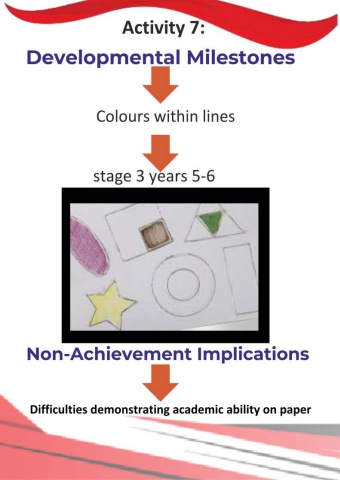 Activity 7:
Developmental Milestones
Colours within lines
stage 3 years 5-6
Non-Achievement Implications
Difficulties demonstrating academic ability on paper